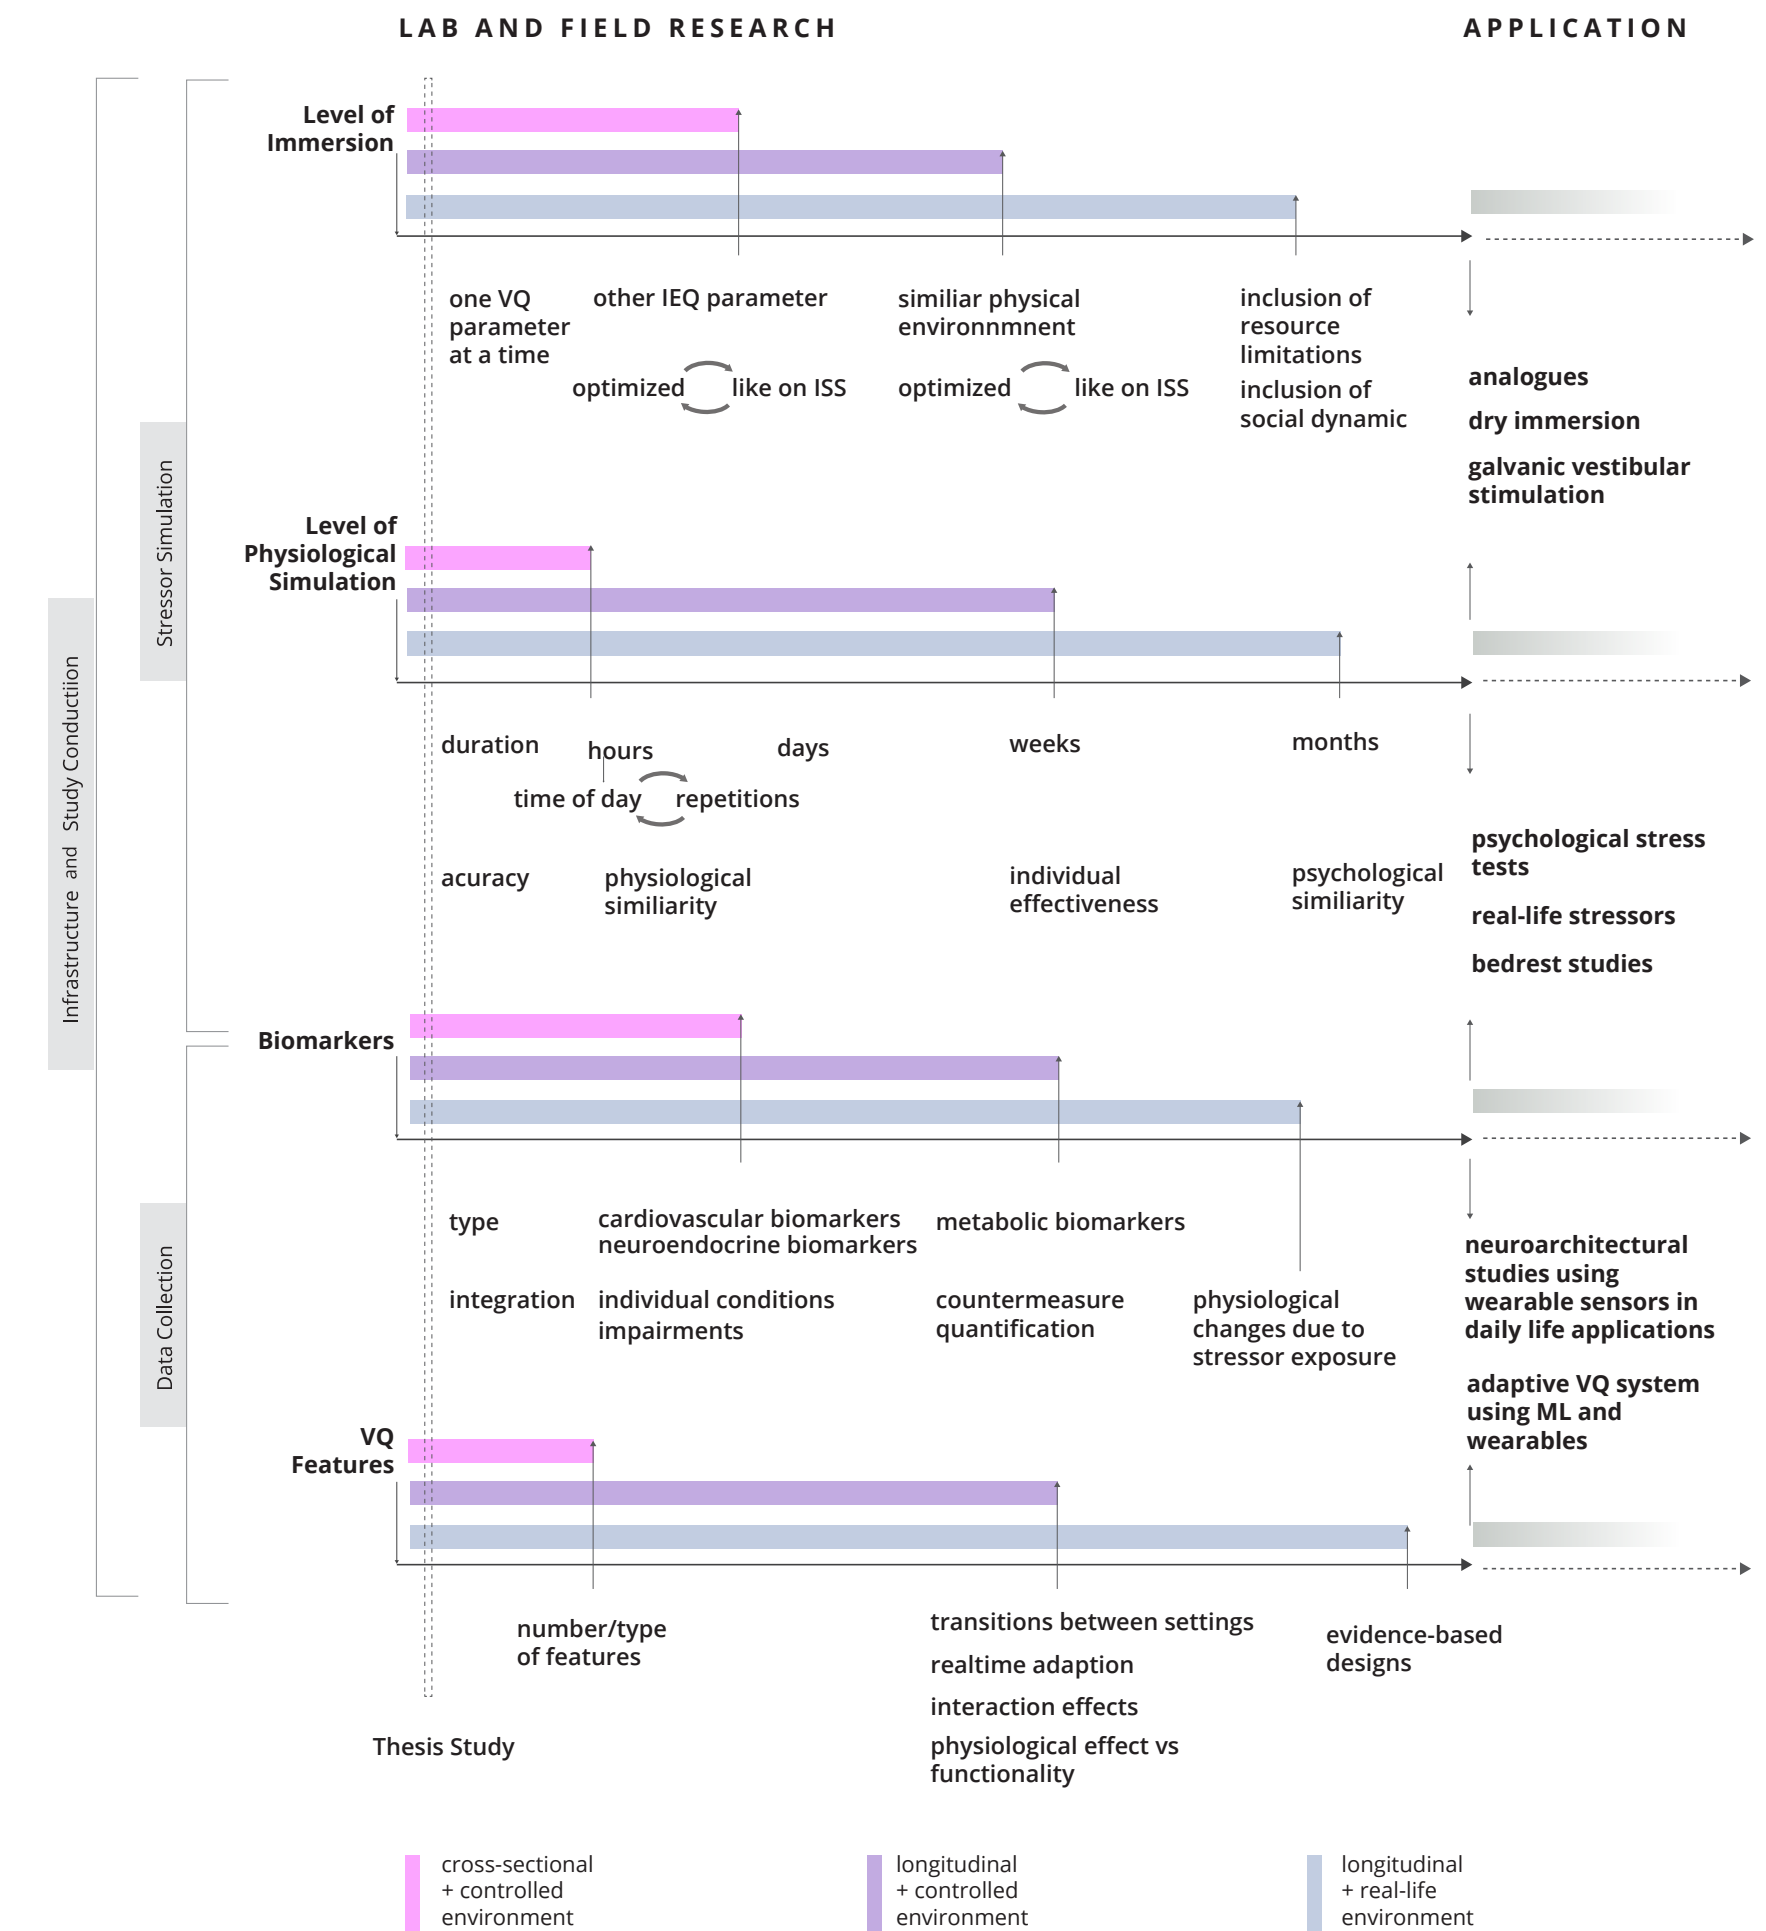 LAB AND FIELD RESEARCH
APPLICATION
Level of
Immersion
one VQ
parameter
at a time
other IEQ parameter
optimized
like on ISS
similiar physical
environnmnent
optimized
like on ISS
inclusion of
resource
limitations
inclusion of
social dynamic
analogues
dry immersion
galvanic vestibular
stimulation
Stressor Simulation
Infrastructure and Study Conductiion
Level of
Physiological
Simulation
duration
hours
days
weeks
months
time of day
repetitions
acuracy
physiological
similiarity
individual
effectiveness
psychological
similiarity
psychological stress
tests
real-life stressors
bedrest studies
Data Collection
Biomarkers
type
cardiovascular biomarkers
neuroendocrine biomarkers
metabolic biomarkers
integration
individual conditions
impairments
countermeasure
quantification
physiological
changes due to
stressor exposure
neuroarchitectural
studies using
wearable sensors in
daily life applications
adaptive VQ system
using ML and
wearables
VQ
Features
number/type
of features
transitions between settings
realtime adaption
interaction effects
physiological effect vs
functionality
evidence-based
designs
Thesis Study
cross-sectional
+ controlled
environment
longitudinal
+ controlled
environment
longitudinal
+ real-life
environment